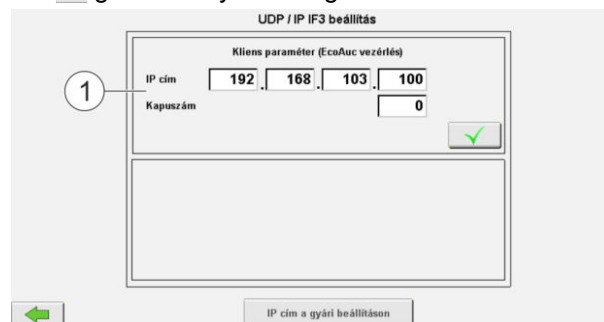 UDP / IP IF3 beállítás
Kliens paraméter (EcoAuc vezérlés)
IP cím 192 . 168 . 103 . 100
Kapuszám 0
1
IP cím a gyári beállításon